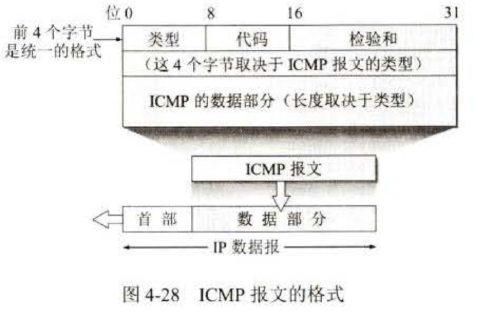 位 0 8 16 31
前 4 个字节
是统一的格式
类型 代码 检验和
(这 4 个字节取决于 ICMP 报文的类型)
ICMP 的数据部分(长度取决于类型)
ICMP 报文
首 部 数 据 部 分
IP 数据报
图 4-28 ICMP 报文的格式